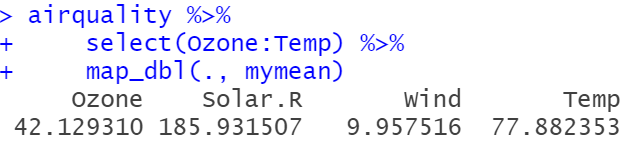 > airquality %>%
+     select(Ozone:Temp) %>%
+     map_dbl(., mymean)
     Ozone    Solar.R       Wind       Temp
 42.129310 185.931507   9.957516  77.882353